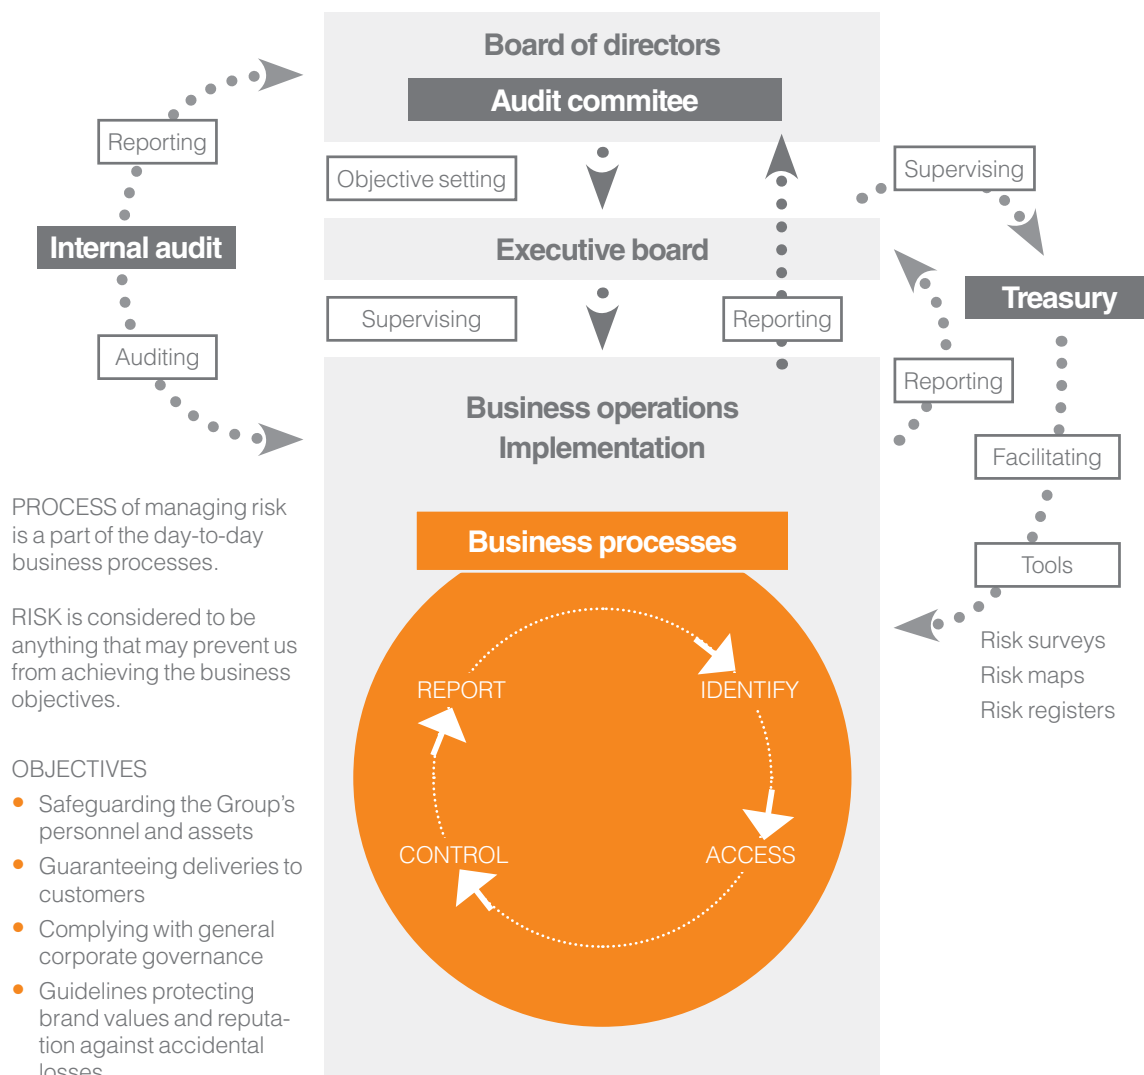 Board of directors
Audit commitee
Reporting
Objective setting
Supervising
Internal audit
Executive board
Treasury
Supervising
Reporting
Auditing
Reporting
Business operations
Implementation
Facilitating
Tools
Risk surveys
Risk maps
Risk registers
PROCESS of managing risk
is a part of the day-to-day
business processes.
RISK is considered to be
anything that may prevent us
from achieving the business
objectives.
OBJECTIVES
• Safeguarding the Group's
personnel and assets
• Guaranteeing deliveries to
customers
• Complying with general
corporate governance
• Guidelines protecting
brand values and reputa-
tion against accidental
losses
Business processes
REPORT
IDENTIFY
CONTROL
ACCESS